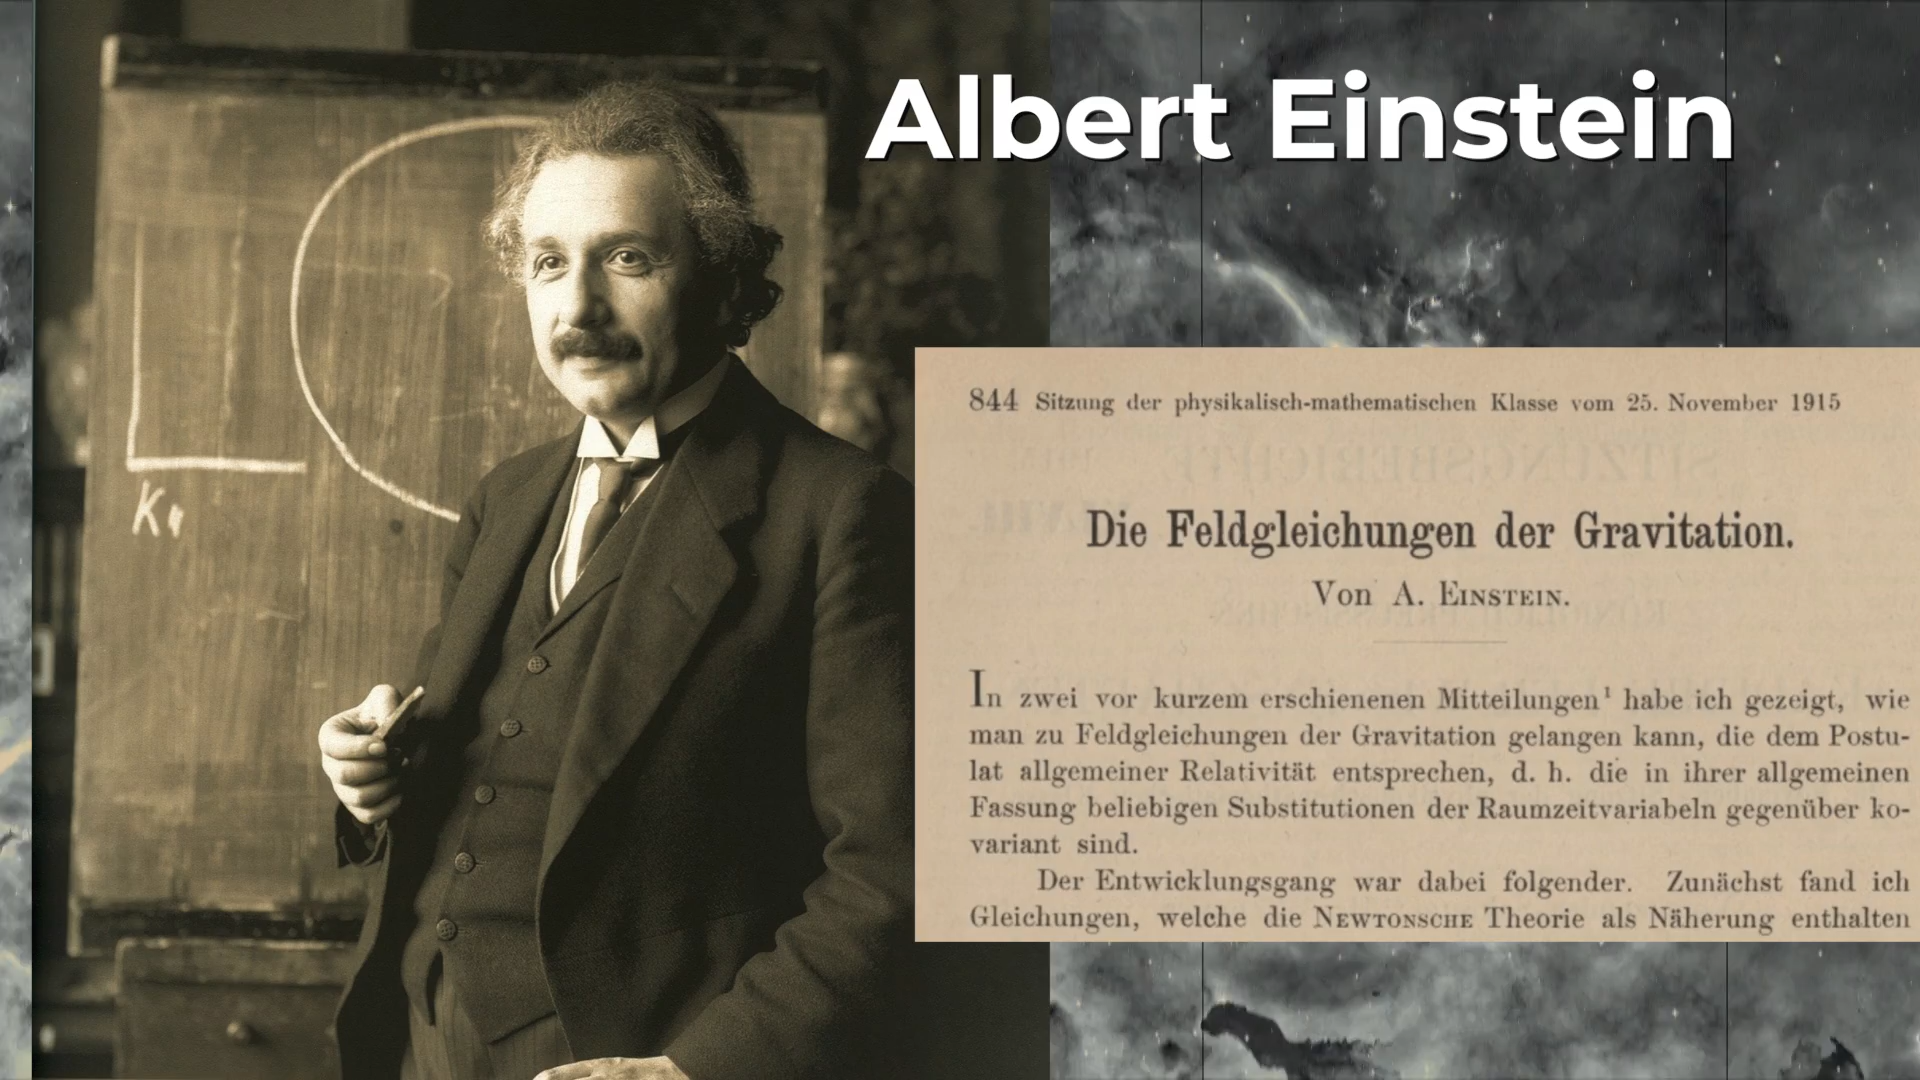 Albert Einstein
K
844 Sitzung der physikalisch-mathematischen Klasse vom 25. November 1915
Die Feldgleichungen der Gravitation.
Von A. EINSTEIN.
In zwei vor kurzem erschienenen Mitteilungen¹ habe ich gezeigt, wie
man zu Feldgleichungen der Gravitation gelangen kann, die dem Postu-
lat allgemeiner Relativität entsprechen, d. h. die in ihrer allgemeinen
Fassung beliebigen Substitutionen der Raumzeitvariabeln gegenüber ko-
variant sind.
Der Entwicklungsgang war dabei folgender. Zunächst fand ich
Gleichungen, welche die NEWTONSCHE Theorie als Näherung enthalten